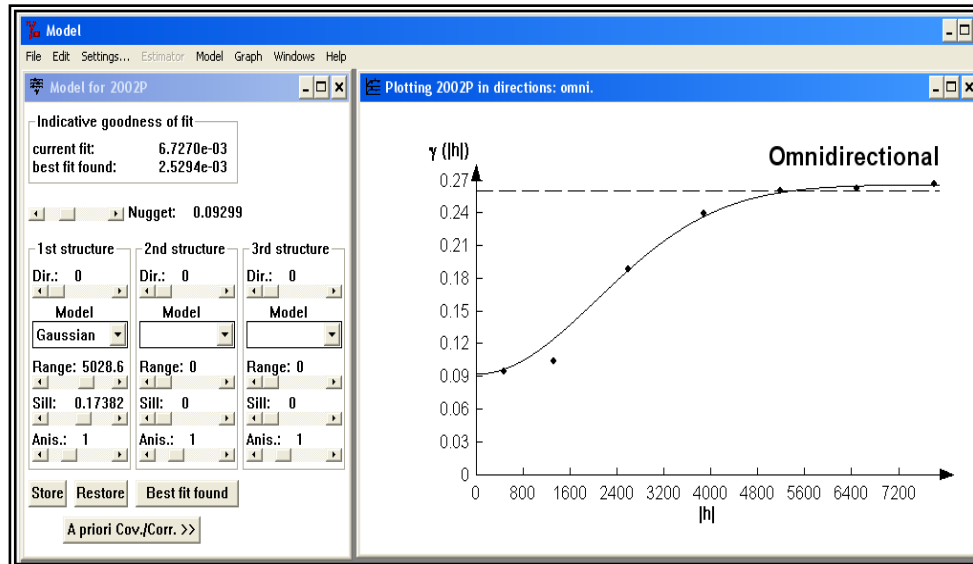 Model
File Edit Settings... Estimator Model Graph Windows Help
Model for 2002P
Indicative goodness of fit
current fit: 6.7270e-03
best fit found: 2.5294e-03
Nugget: 0.09299
1st structure 2nd structure 3rd structure
Dir.: 0 Dir.: 0 Dir.: 0
Model Model Model
Gaussian
Range: 5028.6 Range: 0 Range: 0
Sill: 0.17382 Sill: 0 Sill: 0
Anis.: 1 Anis.: 1 Anis.: 1
Store Restore Best fit found
A priori Cov./Corr. >>
Plotting 2002P in directions: omni.
Omnidirectional
γ (|h|)
0.27
0.24
0.21
0.18
0.15
0.12
0.09
0.06
0.03
0
0 800 1600 2400 3200 4000 4800 5600 6400 7200
|h|